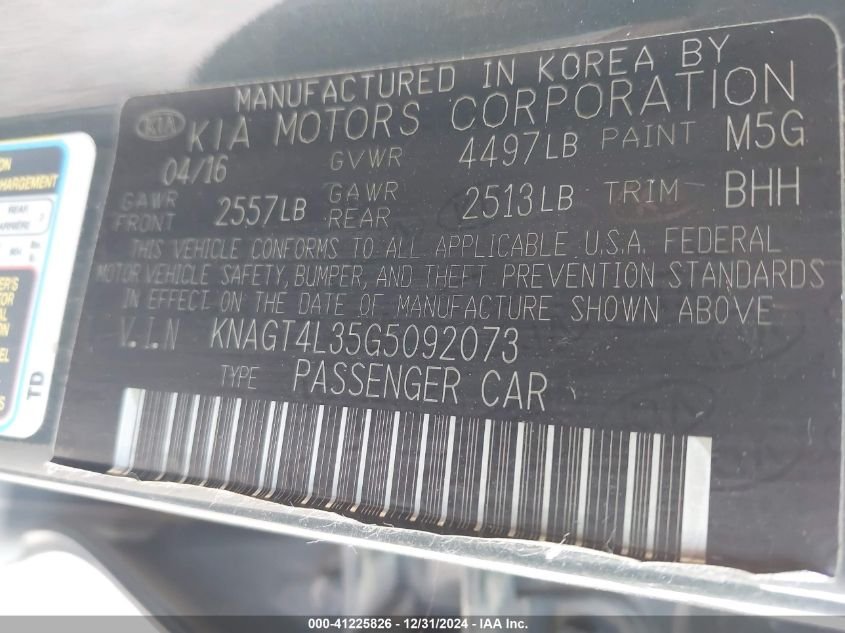 MANUFACTURED IN KOREA BY
KIA KIA MOTORS CORPORATION
04/16 GVWR 4497LB PAINT M5G
GAWR FRONT 2557LB GAWR REAR 2513LB TRIM BHH
THIS VEHICLE CONFORMS TO ALL APPLICABLE U.S.A. FEDERAL
MOTOR VEHICLE SAFETY, BUMPER, AND THEFT PREVENTION STANDARDS
IN EFFECT ON THE DATE OF MANUFACTURE SHOWN ABOVE
V.I.N KNAGT4L35G5092073
TYPE PASSENGER CAR
REAR
TD
000-41225826 - 12/31/2024 - IAA Inc.